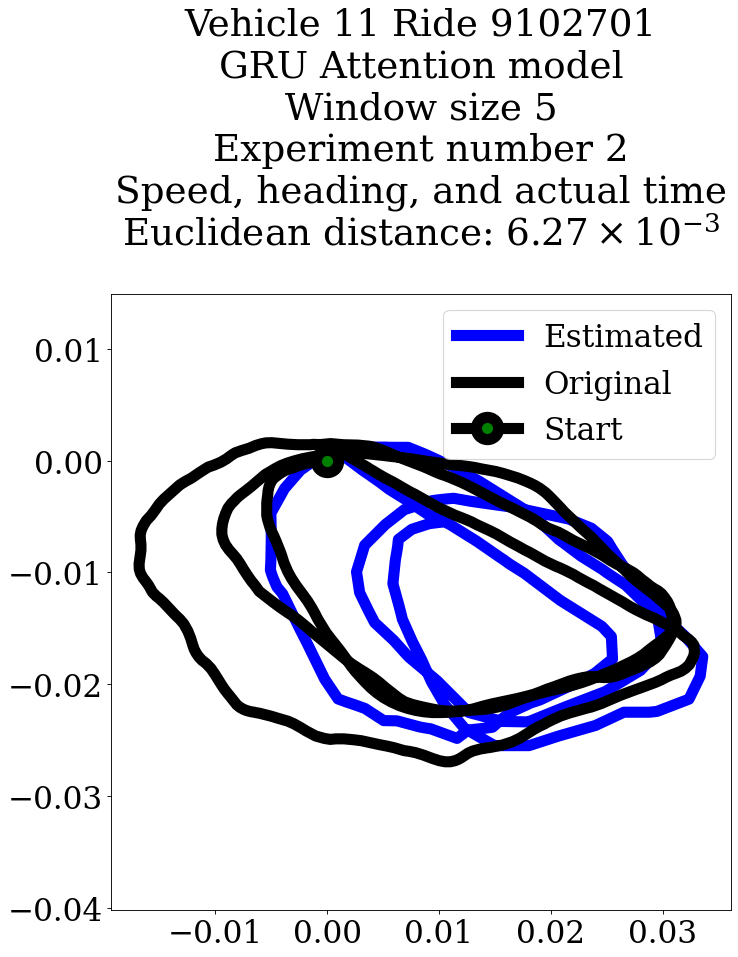 Vehicle 11 Ride 9102701
GRU Attention model
Window size 5
Experiment number 2
Speed, heading, and actual time
Euclidean distance: 6.27 × 10⁻³
Estimated
Original
Start
0.01
0.00
−0.01
−0.02
−0.03
−0.04
−0.01 0.00 0.01 0.02 0.03